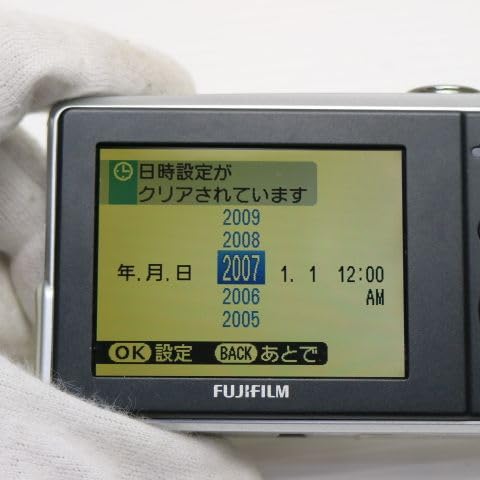 日時設定が
クリアされています
2009
2008
年.月.日 2007 1. 1 12:00
2006 AM
2005
OK 設定 BACK あとで
FUJIFILM